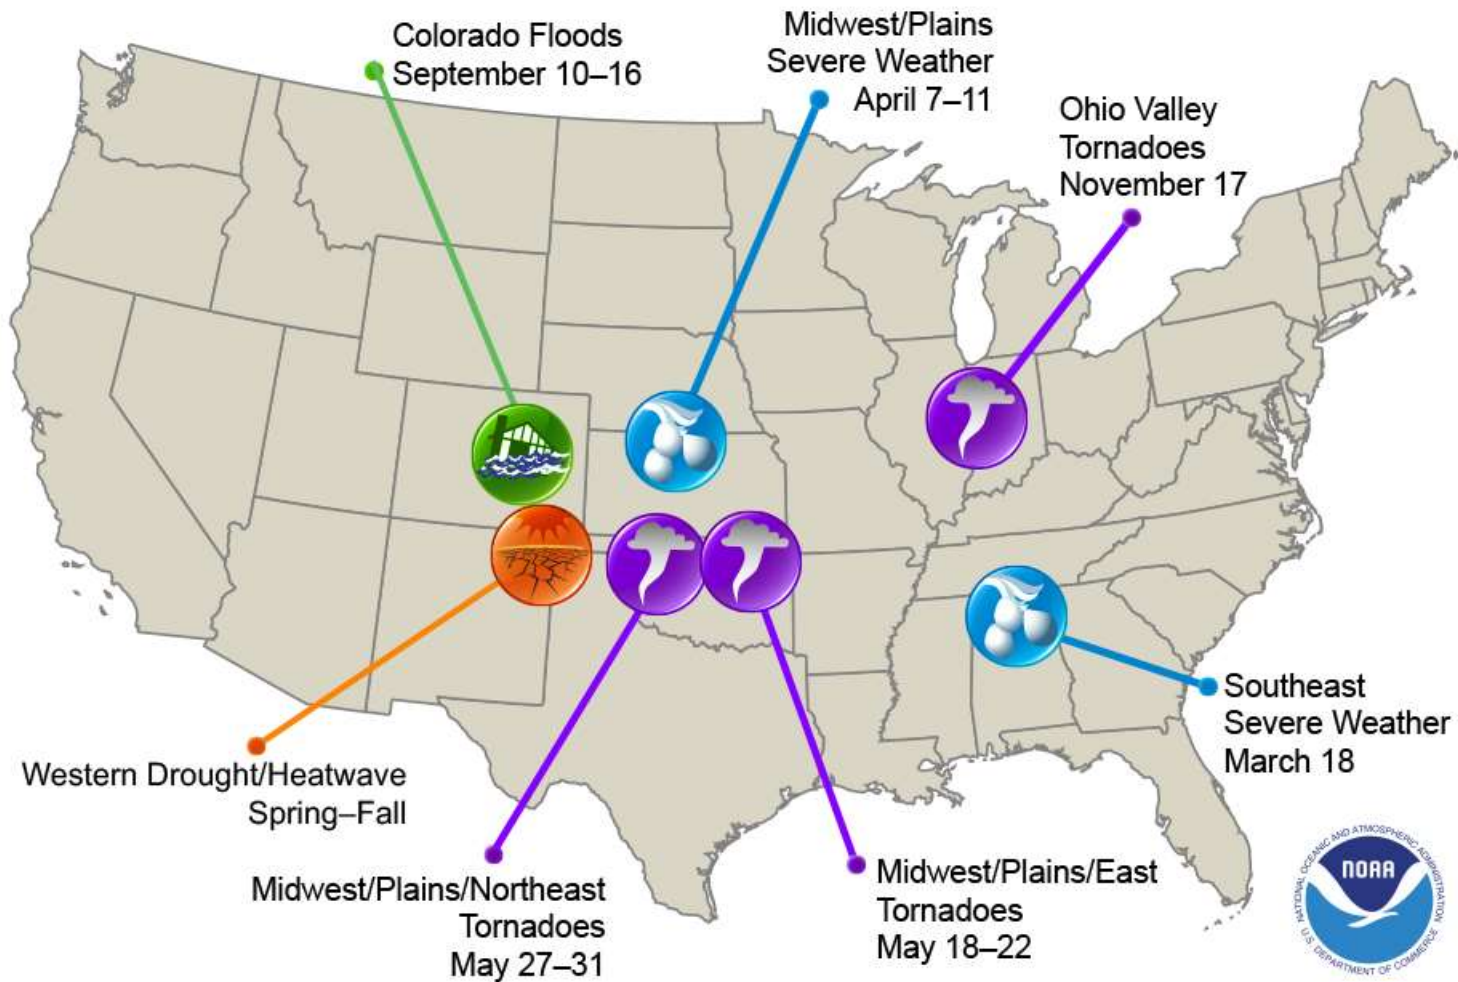 Colorado Floods
September 10–16
Midwest/Plains
Severe Weather
April 7–11
Ohio Valley
Tornadoes
November 17
Southeast
Severe Weather
March 18
Western Drought/Heatwave
Spring–Fall
Midwest/Plains/Northeast
Tornadoes
May 27–31
Midwest/Plains/East
Tornadoes
May 18–22
NATIONAL OCEANIC AND ATMOSPHERIC ADMINISTRATION
NOAA
U.S. DEPARTMENT OF COMMERCE